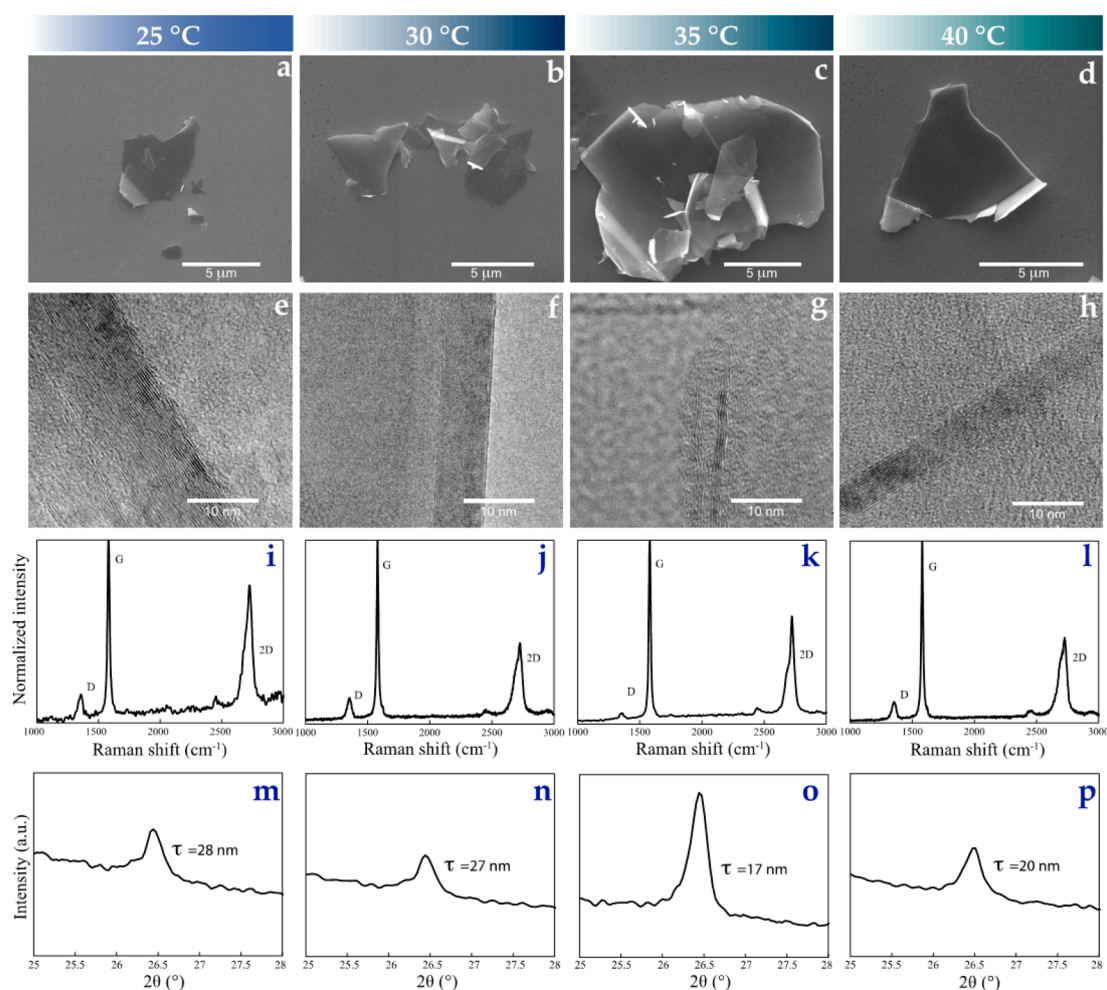 25 °C 30 °C 35 °C 40 °C
a b c d
5 μm 5 μm 5 μm 5 μm
e f g h
10 nm 10 nm 10 nm 10 nm
i j k l
Normalized intensity
G G G G
D D D D
2D 2D 2D 2D
1000 1500 2000 2500 3000 1000 1500 2000 2500 3000 1000 1500 2000 2500 3000 1000 1500 2000 2500 3000
Raman shift (cm⁻¹) Raman shift (cm⁻¹) Raman shift (cm⁻¹) Raman shift (cm⁻¹)
m n o p
Intensity (a.u.)
τ =28 nm τ =27 nm τ =17 nm τ =20 nm
25 25.5 26 26.5 27 27.5 28 25 25.5 26 26.5 27 27.5 28 25 25.5 26 26.5 27 27.5 28 25 25.5 26 26.5 27 27.5 28
2θ (°) 2θ (°) 2θ (°) 2θ (°)